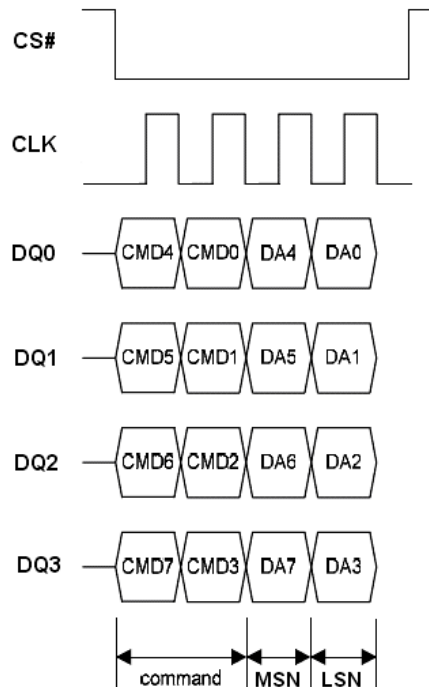 CS#
CLK
DQ0 CMD4 CMD0 DA4 DA0
DQ1 CMD5 CMD1 DA5 DA1
DQ2 CMD6 CMD2 DA6 DA2
DQ3 CMD7 CMD3 DA7 DA3
command MSN LSN